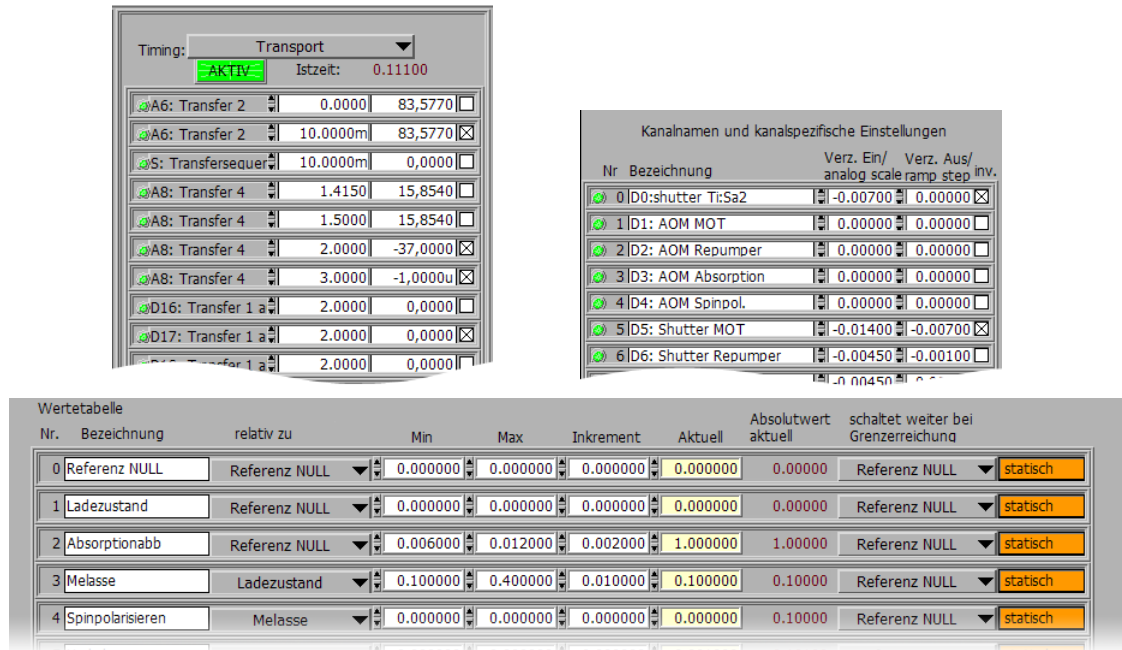 Timing: Transport
AKTIV Istzeit: 0.11100
A6: Transfer 2 0.0000 83,5770
A6: Transfer 2 10.0000m 83,5770
S: Transfersequer 10.0000m 0,0000
A8: Transfer 4 1.4150 15,8540
A8: Transfer 4 1.5000 15,8540
A8: Transfer 4 2.0000 -37,0000
A8: Transfer 4 3.0000 -1,0000u
D16: Transfer 1 a 2.0000 0,0000
D17: Transfer 1 a 2.0000 0,0000
2.0000 0,0000
Kanalnamen und kanalspezifische Einstellungen
Verz. Ein/ Verz. Aus/
Nr Bezeichnung analog scale ramp step inv.
0 D0:shutter Ti:Sa2 -0.00700 0.00000
1 D1: AOM MOT 0.00000 0.00000
2 D2: AOM Repumper 0.00000 0.00000
3 D3: AOM Absorption 0.00000 0.00000
4 D4: AOM Spinpol. 0.00000 0.00000
5 D5: Shutter MOT -0.01400 -0.00700
6 D6: Shutter Repumper -0.00450 -0.00100
-0.00450
Wertetabelle
Absolutwert schaltet weiter bei
Nr. Bezeichnung relativ zu Min Max Inkrement Aktuell aktuell Grenzerreichung
0 Referenz NULL Referenz NULL 0.000000 0.000000 0.000000 0.000000 0.00000 Referenz NULL statisch
1 Ladezustand Referenz NULL 0.000000 0.000000 0.000000 0.000000 0.00000 Referenz NULL statisch
2 Absorptionabb Referenz NULL 0.006000 0.012000 0.002000 1.000000 1.00000 Referenz NULL statisch
3 Melasse Ladezustand 0.100000 0.400000 0.010000 0.100000 0.10000 Referenz NULL statisch
4 Spinpolarisieren Melasse 0.000000 0.000000 0.000000 0.000000 0.10000 Referenz NULL statisch